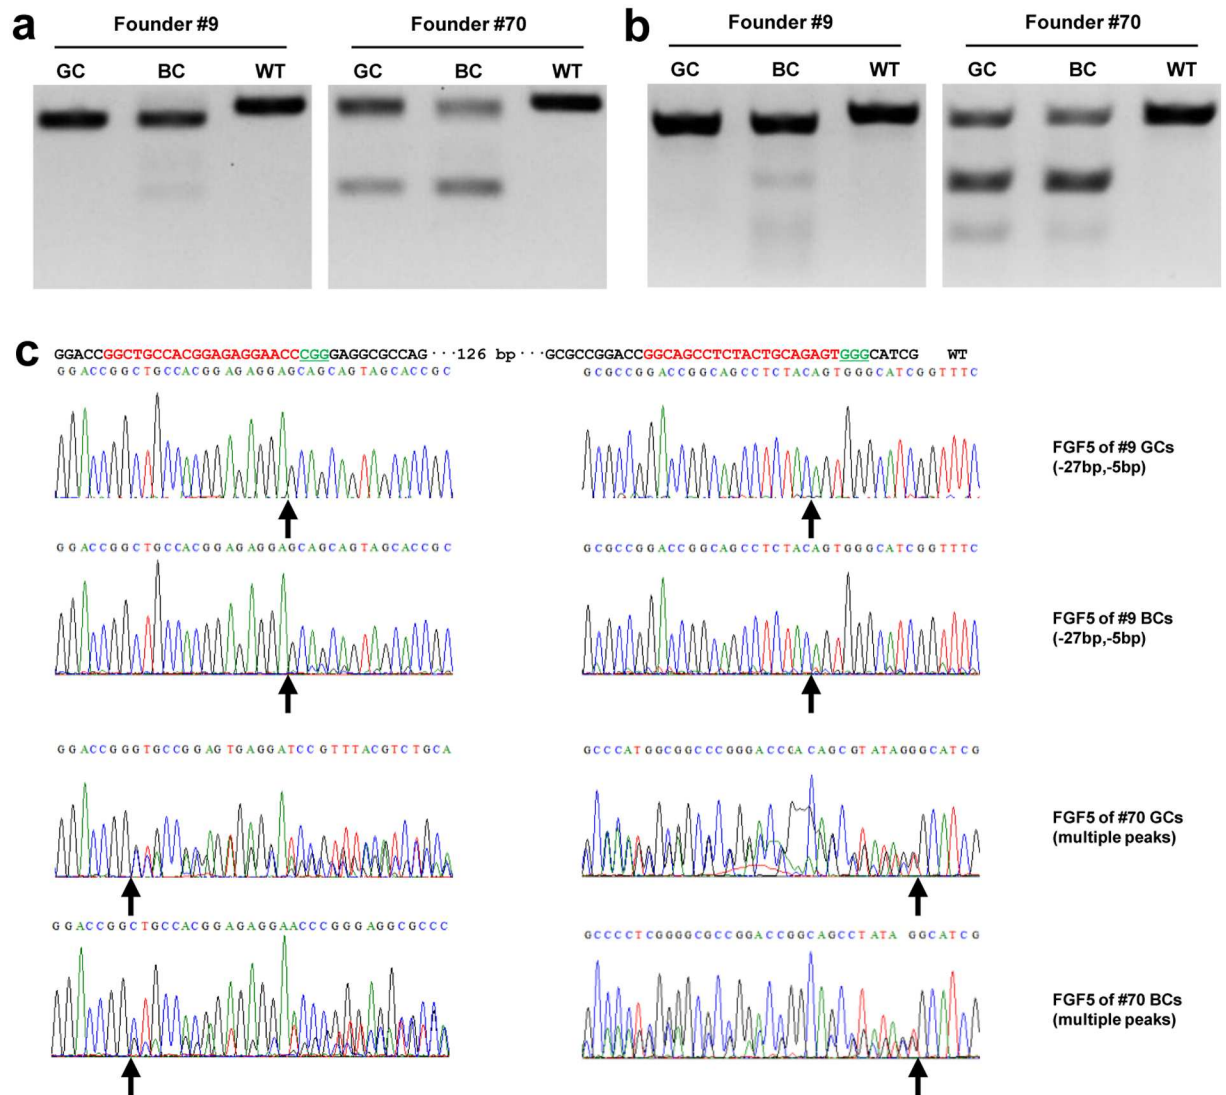 a
Founder #9
Founder #70
GC
BC
WT
GC
BC
WT
b
Founder #9
Founder #70
GC
BC
WT
GC
BC
WT
c
GGACCGGCTGCCACGGAGAGGAACCCGGGAGGCGCCAG···126 bp···GCGCCGGACCGGCAGCCTCTACTGCAGAGTGGGCATCG WT
GGACCGGCTGCCACGGAGAGGAGCAGCAGTAGCACCGC
GCGCCGGACCGGCAGCCTCTACAGTGGGCATCGGTTTC
FGF5 of #9 GCs
(-27bp,-5bp)
GGACCGGCTGCCACGGAGAGGAGCAGCAGTAGCACCGC
GCGCCGGACCGGCAGCCTCTACAGTGGGCATCGGTTTC
FGF5 of #9 BCs
(-27bp,-5bp)
GGACCGGGTGCCGGAGTGAGGATCCGTTTACGTCTGCA
GCCCATGGCGGCCCGGGACCGACAGCGTATAGGGCATCG
FGF5 of #70 GCs
(multiple peaks)
GGACCGGCTGCCACGGAGAGGAACCCGGGAGGCGCCC
GCCCCTCGGGGCGCCGGACCGGCAGCCTATA GGCATCG
FGF5 of #70 BCs
(multiple peaks)